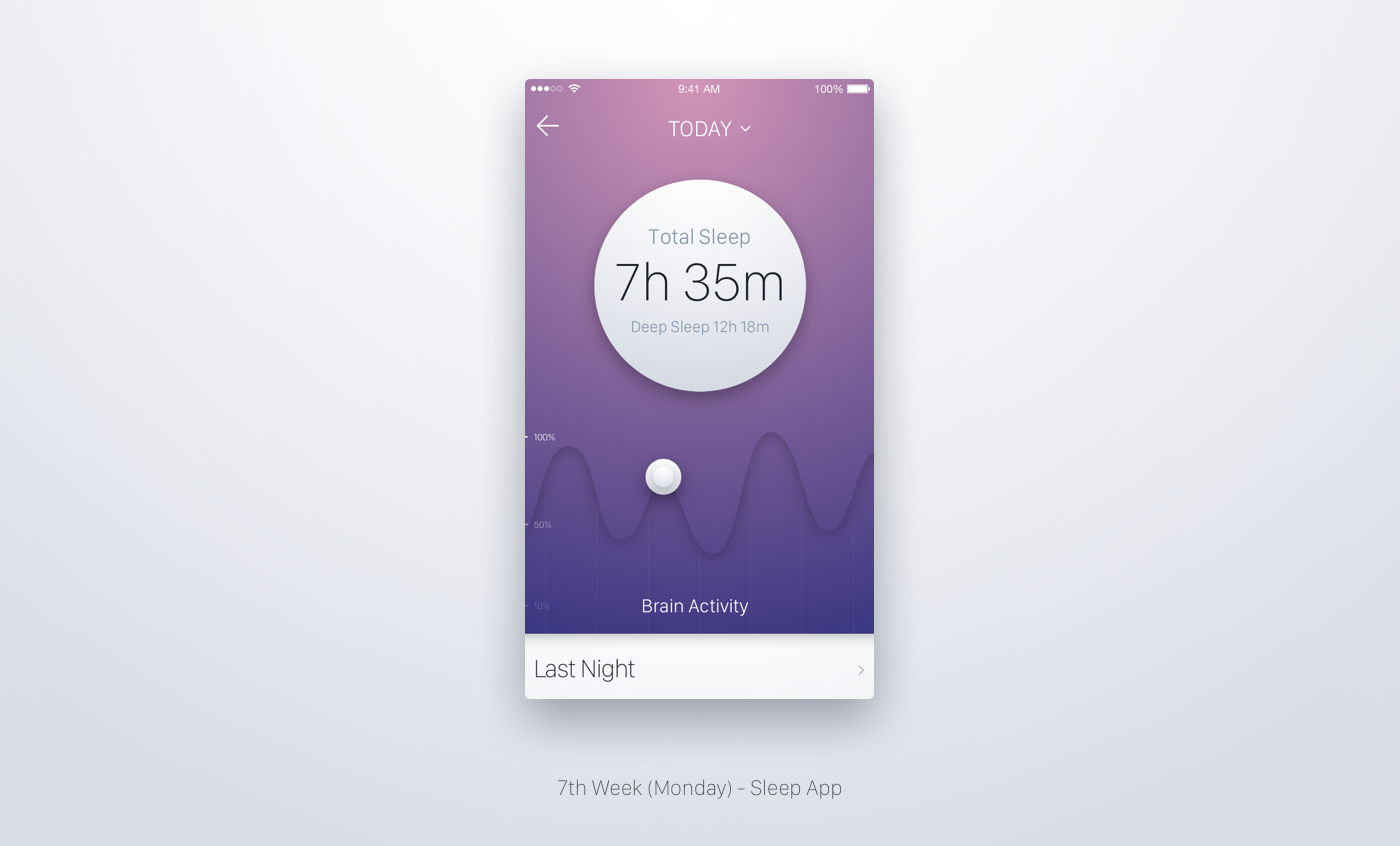 9:41 AM 100%
TODAY
Total Sleep
7h 35m
Deep Sleep 12h 18m
100%
50%
10%
Brain Activity
Last Night
7th Week (Monday) - Sleep App